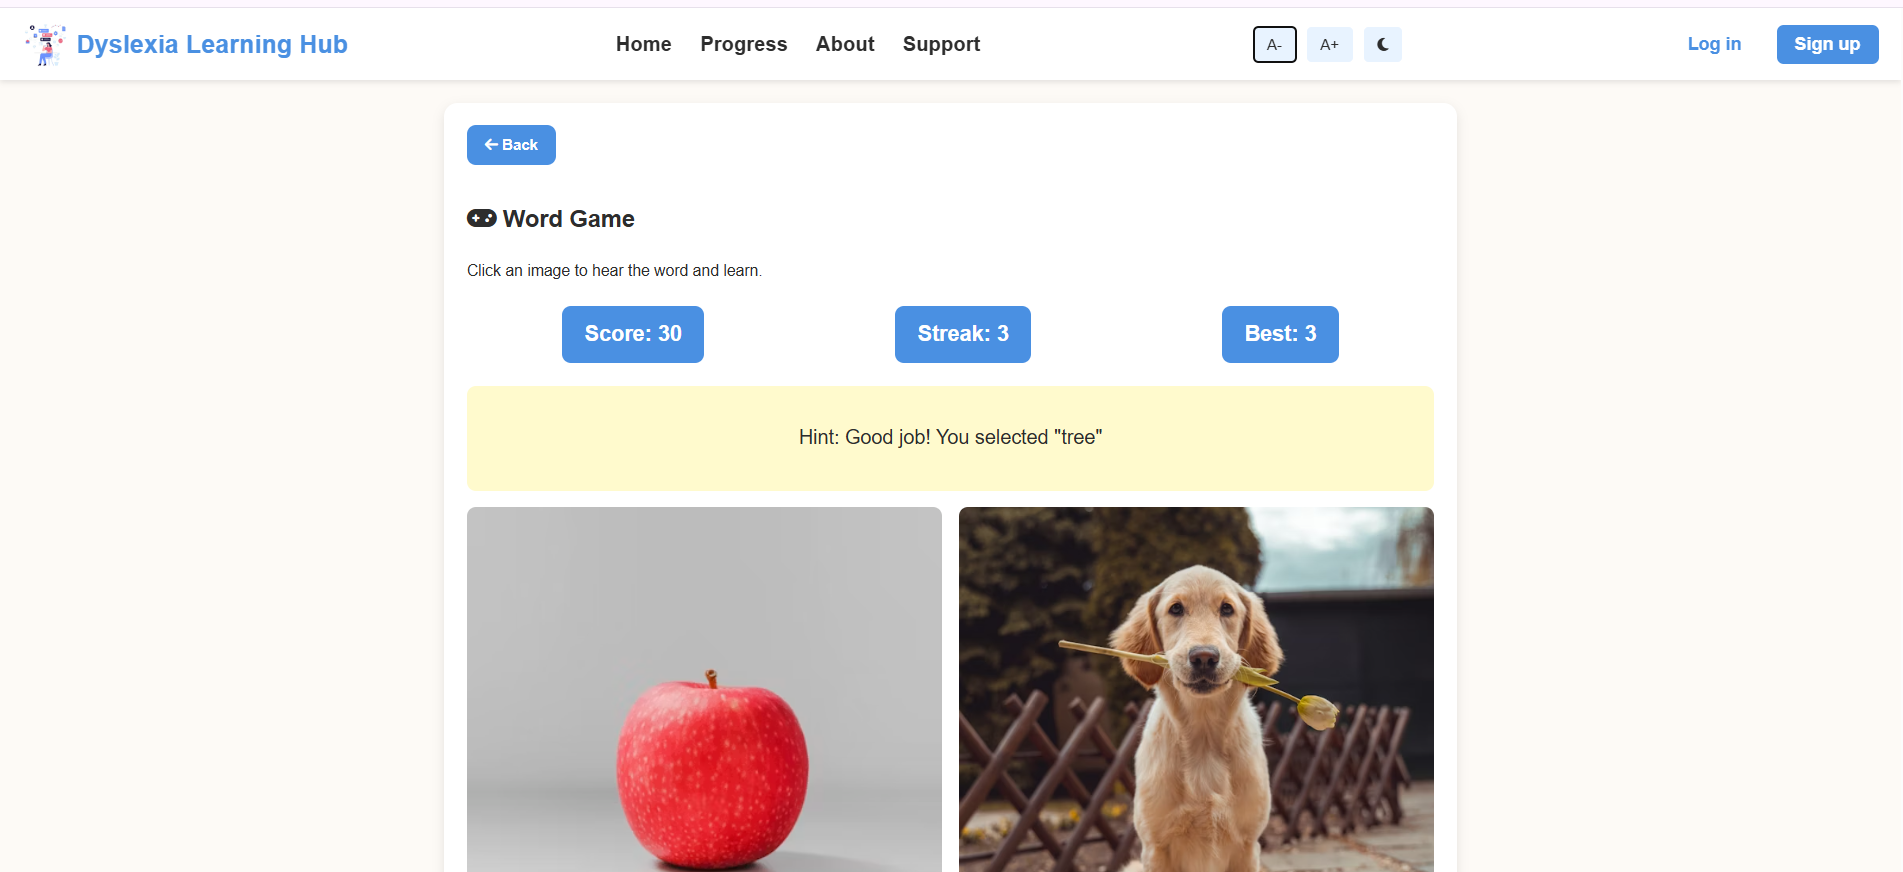 Dyslexia Learning Hub
Home Progress About Support
A- A+
Log in Sign up
Back
Word Game
Click an image to hear the word and learn.
Score: 30 Streak: 3 Best: 3
Hint: Good job! You selected "tree"